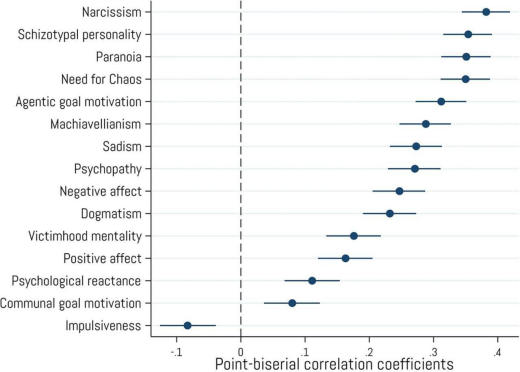 Narcissism
Schizotypal personality
Paranoia
Need for Chaos
Agentic goal motivation
Machiavellianism
Sadism
Psychopathy
Negative affect
Dogmatism
Victimhood mentality
Positive affect
Psychological reactance
Communal goal motivation
Impulsiveness
-.1 0 .1 .2 .3 .4
Point-biserial correlation coefficients